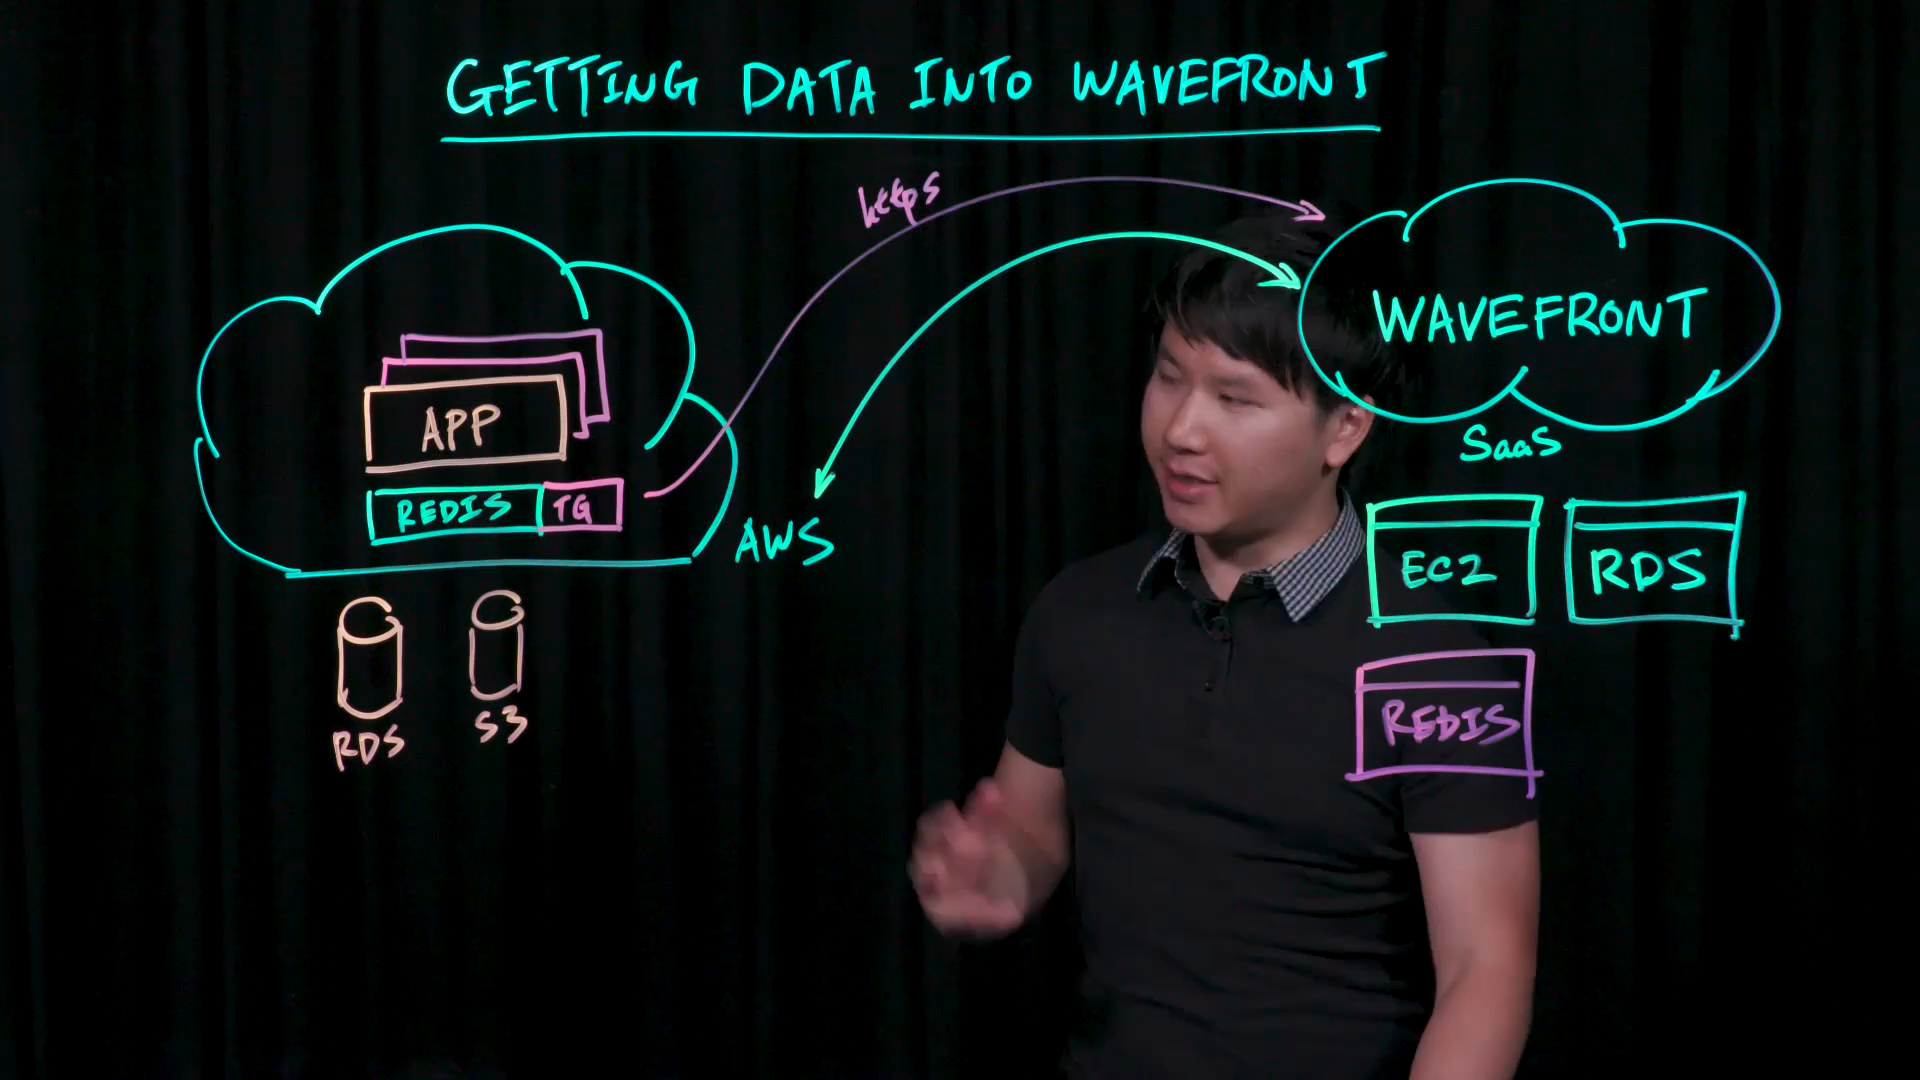 GETTING DATA INTO WAVEFRONT
https
WAVEFRONT
SaaS
APP
REDIS TG
AWS
EC2 RDS
RDS S3
REDIS